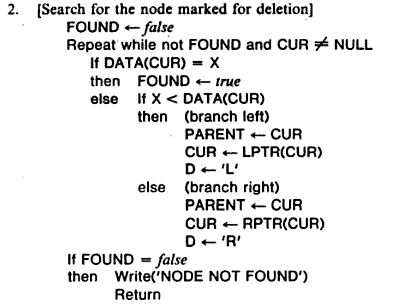 2. [Search for the node marked for deletion]
FOUND ← false
Repeat while not FOUND and CUR ≠ NULL
If DATA(CUR) = X
then FOUND ← true
else If X < DATA(CUR)
then (branch left)
PARENT ← CUR
CUR ← LPTR(CUR)
D ← 'L'
else (branch right)
PARENT ← CUR
CUR ← RPTR(CUR)
D ← 'R'
If FOUND = false
then Write('NODE NOT FOUND')
Return